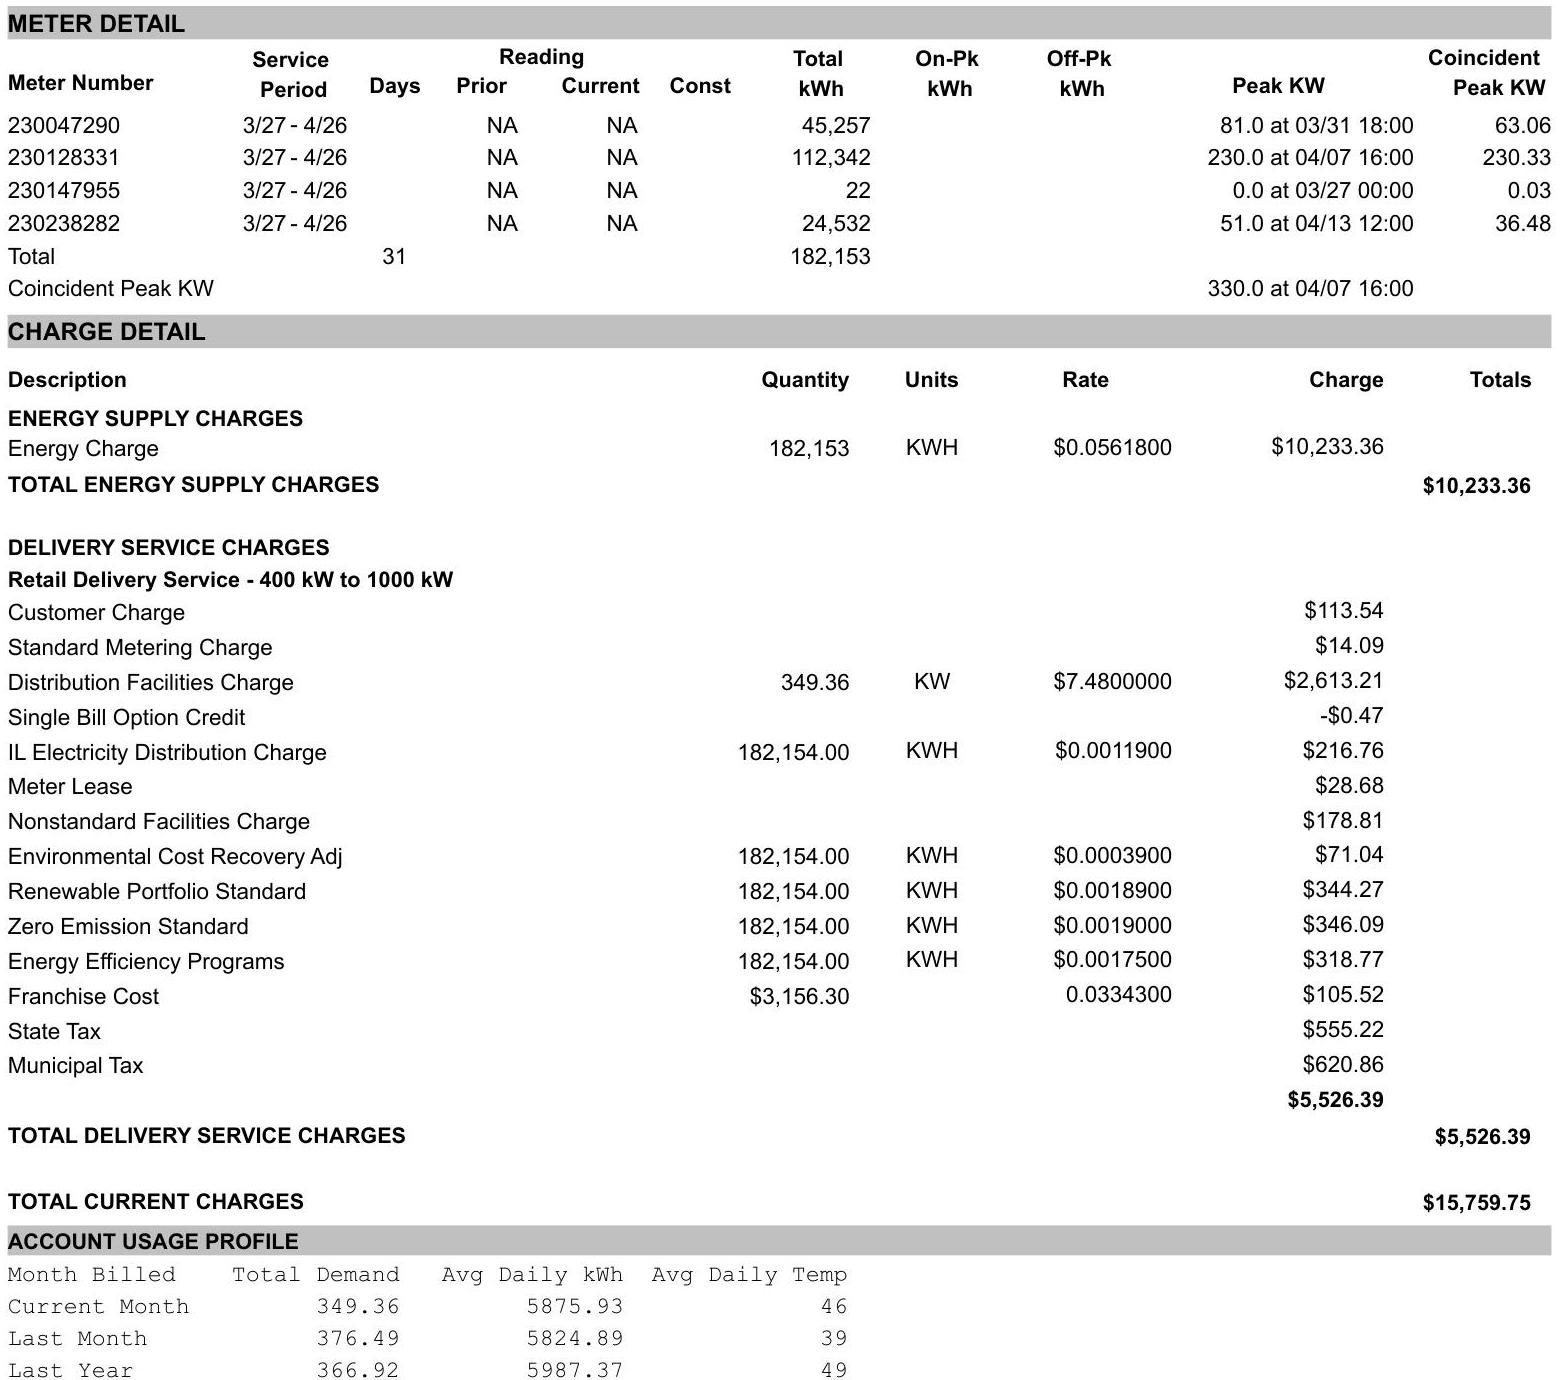 METER DETAIL
Meter Number Service Period Days Reading Prior Current Const Total kWh On-Pk kWh Off-Pk kWh Peak KW Coincident Peak KW
230047290 3/27 - 4/26 NA NA 45,257 81.0 at 03/31 18:00 63.06
230128331 3/27 - 4/26 NA NA 112,342 230.0 at 04/07 16:00 230.33
230147955 3/27 - 4/26 NA NA 22 0.0 at 03/27 00:00 0.03
230238282 3/27 - 4/26 NA NA 24,532 51.0 at 04/13 12:00 36.48
Total 31 182,153
Coincident Peak KW 330.0 at 04/07 16:00
CHARGE DETAIL
Description Quantity Units Rate Charge Totals
ENERGY SUPPLY CHARGES
Energy Charge 182,153 KWH $0.0561800 $10,233.36
TOTAL ENERGY SUPPLY CHARGES $10,233.36
DELIVERY SERVICE CHARGES
Retail Delivery Service - 400 kW to 1000 kW
Customer Charge $113.54
Standard Metering Charge $14.09
Distribution Facilities Charge 349.36 KW $7.4800000 $2,613.21
Single Bill Option Credit -$0.47
IL Electricity Distribution Charge 182,154.00 KWH $0.0011900 $216.76
Meter Lease $28.68
Nonstandard Facilities Charge $178.81
Environmental Cost Recovery Adj 182,154.00 KWH $0.0003900 $71.04
Renewable Portfolio Standard 182,154.00 KWH $0.0018900 $344.27
Zero Emission Standard 182,154.00 KWH $0.0019000 $346.09
Energy Efficiency Programs 182,154.00 KWH $0.0017500 $318.77
Franchise Cost $3,156.30 0.0334300 $105.52
State Tax $555.22
Municipal Tax $620.86
$5,526.39
TOTAL DELIVERY SERVICE CHARGES $5,526.39
TOTAL CURRENT CHARGES $15,759.75
ACCOUNT USAGE PROFILE
Month Billed Total Demand Avg Daily kWh Avg Daily Temp
Current Month 349.36 5875.93 46
Last Month 376.49 5824.89 39
Last Year 366.92 5987.37 49